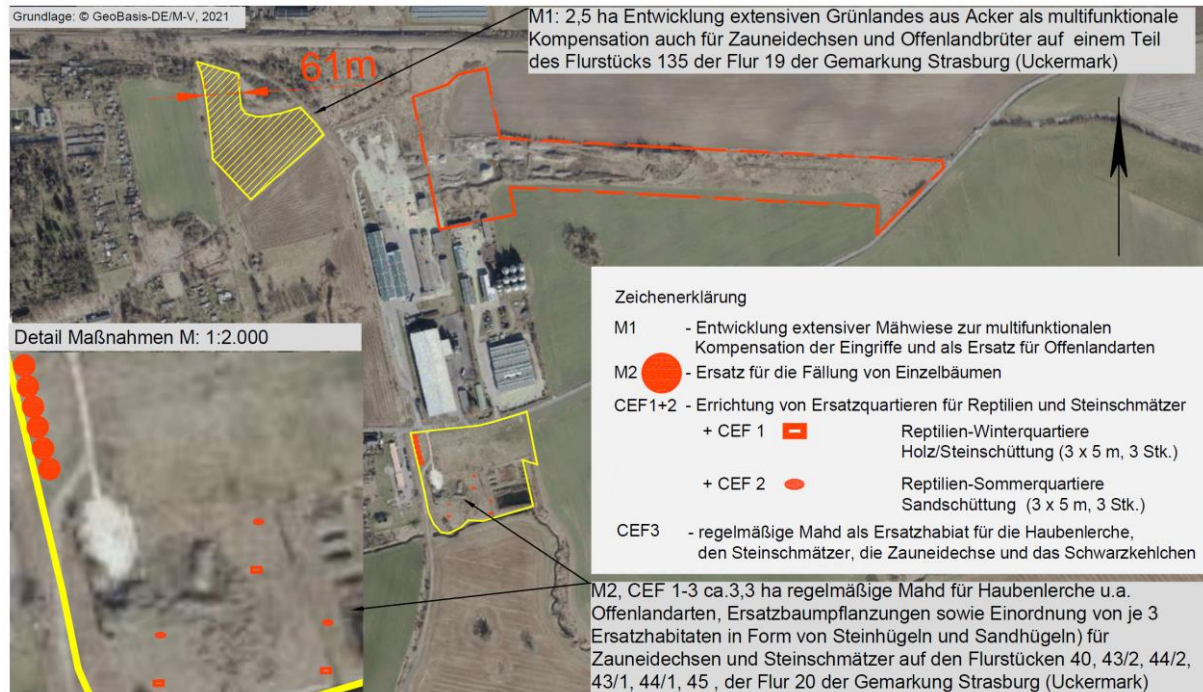 Grundlage: © GeoBasis-DE/M-V, 2021
M1: 2,5 ha Entwicklung extensiven Grünlandes aus Acker als multifunktionale
Kompensation auch für Zauneidechsen und Offenlandbrüter auf einem Teil
des Flurstücks 135 der Flur 19 der Gemarkung Strasburg (Uckermark)
61m
Zeichenerklärung
M1 - Entwicklung extensiver Mähwiese zur multifunktionalen
Kompensation der Eingriffe und als Ersatz für Offenlandarten
M2 - Ersatz für die Fällung von Einzelbäumen
CEF1+2 - Errichtung von Ersatzquartieren für Reptilien und Steinschmätzer
+ CEF 1 Reptilien-Winterquartiere
Holz/Steinschüttung (3 x 5 m, 3 Stk.)
+ CEF 2 Reptilien-Sommerquartiere
Sandschüttung (3 x 5 m, 3 Stk.)
CEF3 - regelmäßige Mahd als Ersatzhabiat für die Haubenlerche,
den Steinschmätzer, die Zauneidechse und das Schwarzkehlchen
Detail Maßnahmen M: 1:2.000
M2, CEF 1-3 ca.3,3 ha regelmäßige Mahd für Haubenlerche u.a.
Offenlandarten, Ersatzbaumpflanzungen sowie Einordnung von je 3
Ersatzhabitaten in Form von Steinhügeln und Sandhügeln) für
Zauneidechsen und Steinschmätzer auf den Flurstücken 40, 43/2, 44/2,
43/1, 44/1, 45 , der Flur 20 der Gemarkung Strasburg (Uckermark)